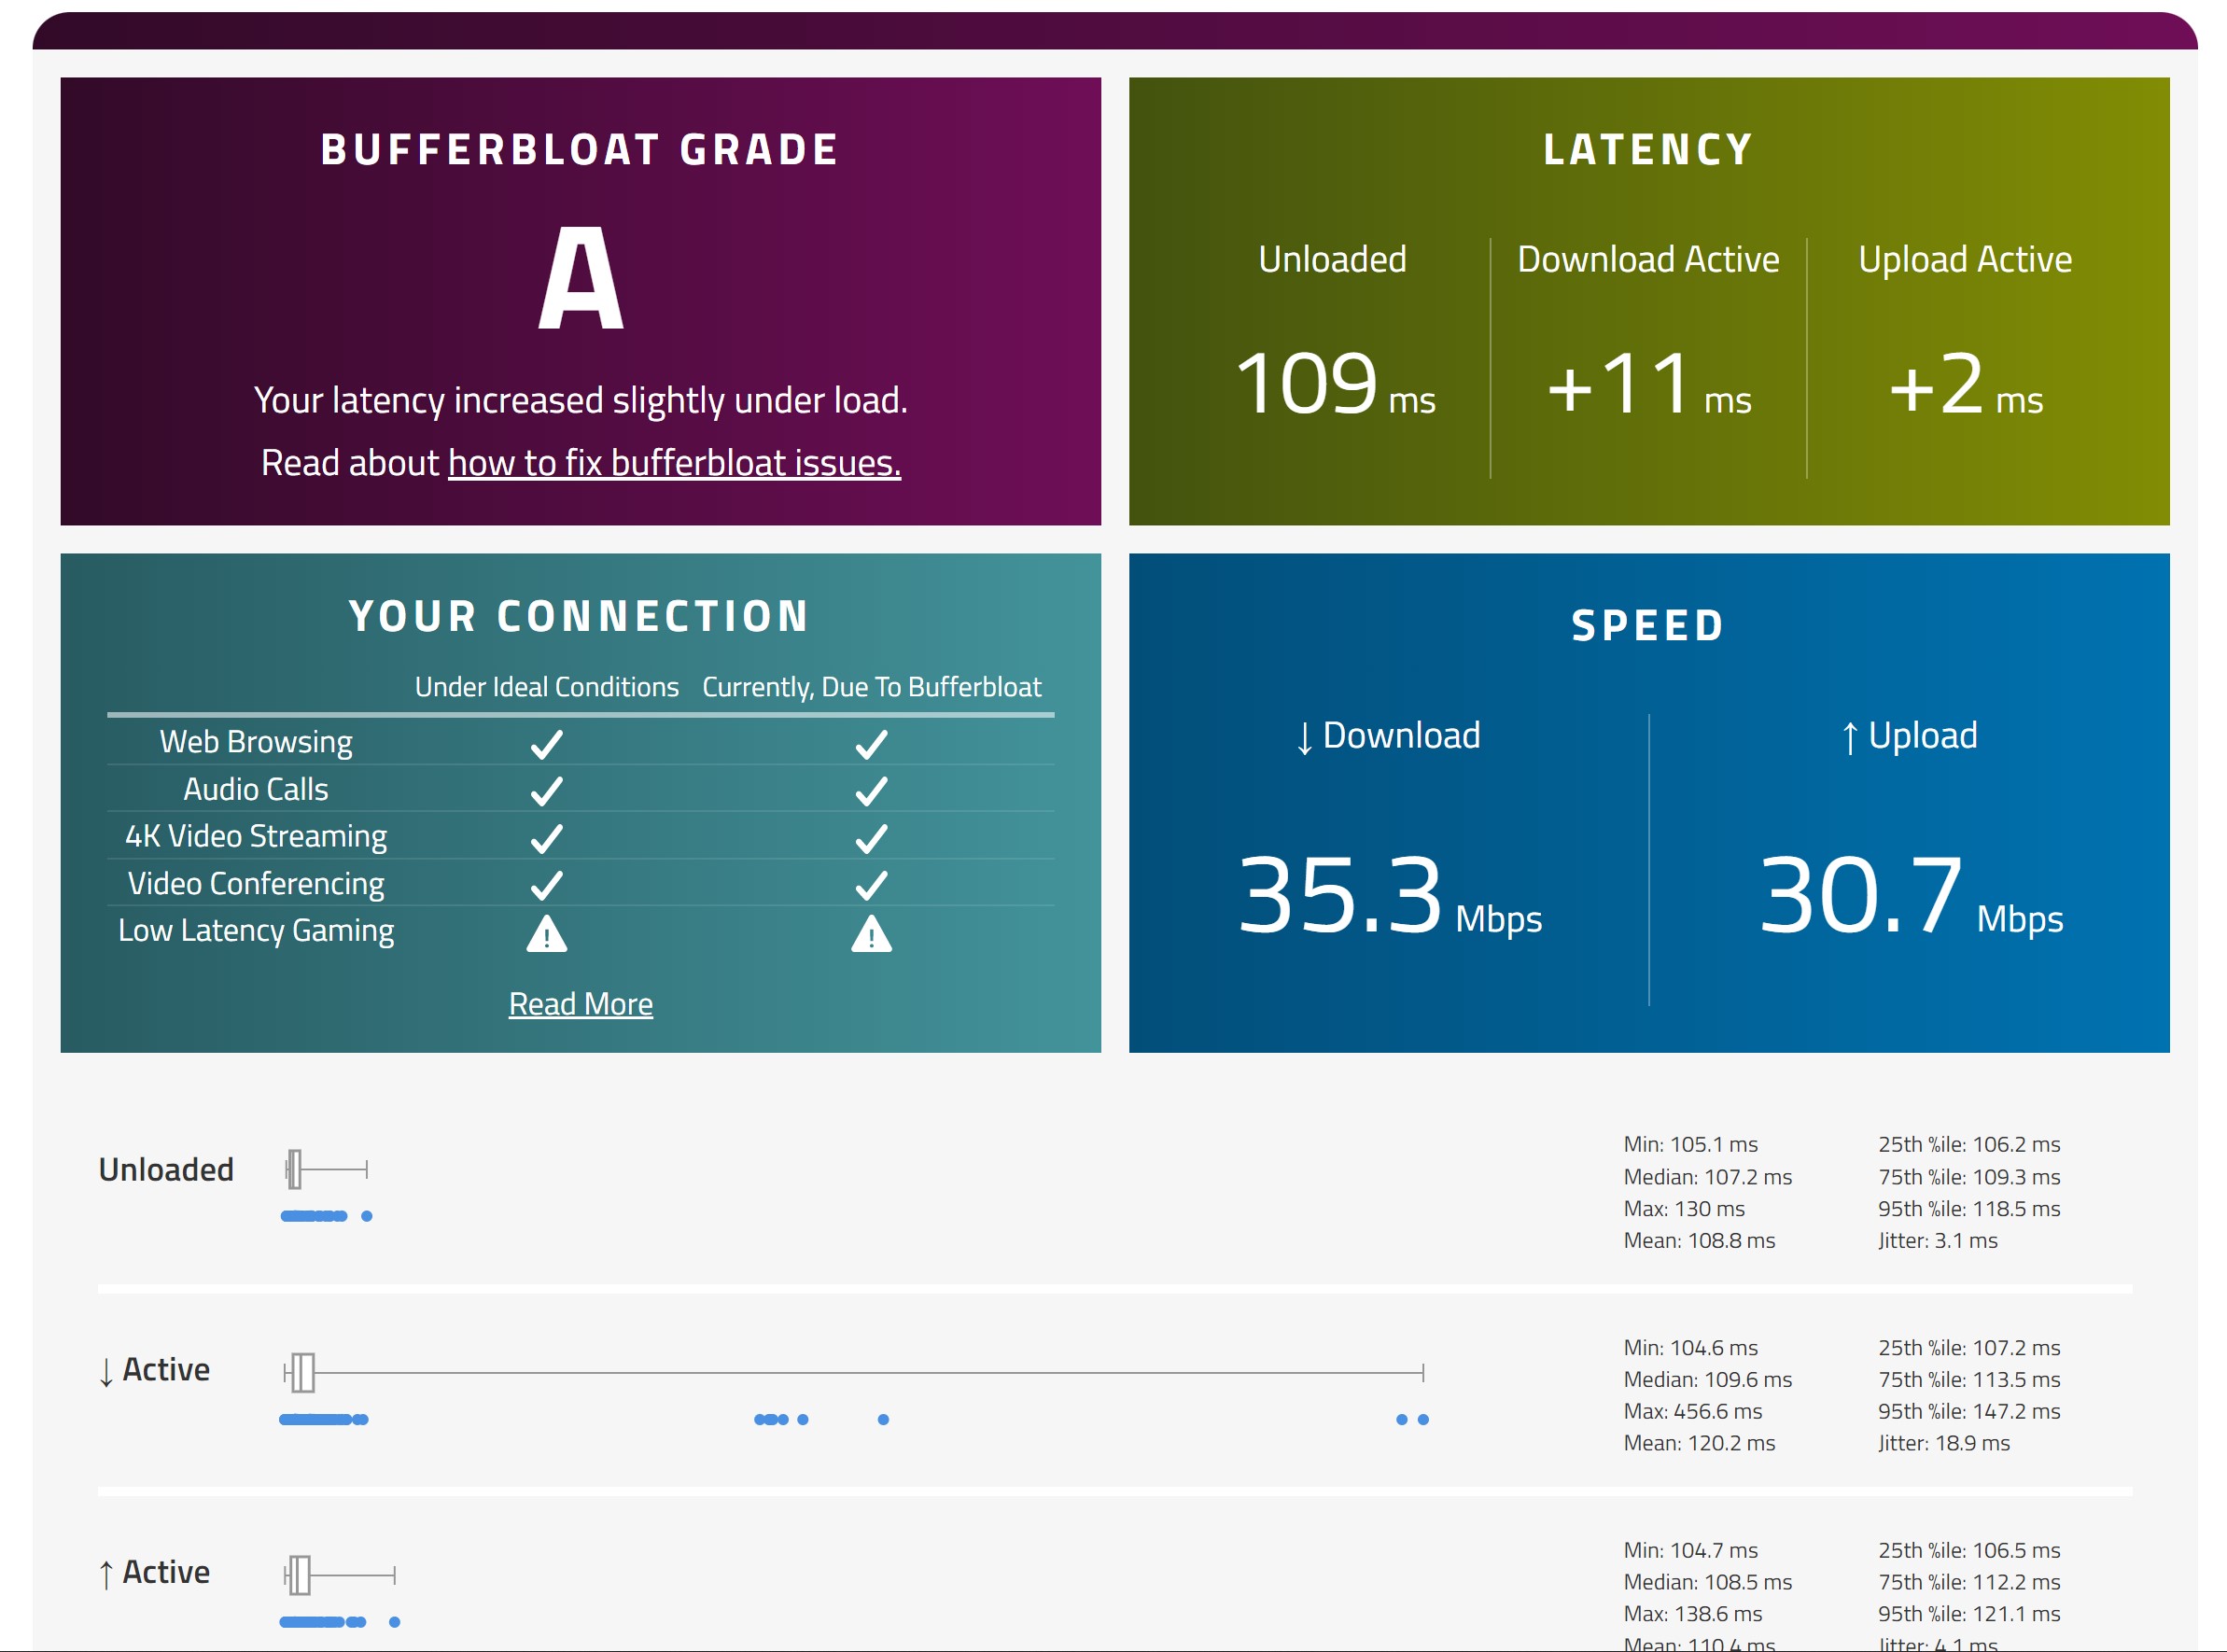 BUFFERBLOAT GRADE
A
Your latency increased slightly under load.
Read about how to fix bufferbloat issues.
LATENCY
Unloaded
109 ms
Download Active
+11 ms
Upload Active
+2 ms
YOUR CONNECTION
Under Ideal Conditions Currently, Due To Bufferbloat
Web Browsing
Audio Calls
4K Video Streaming
Video Conferencing
Low Latency Gaming
Read More
SPEED
↓ Download
35.3 Mbps
↑ Upload
30.7 Mbps
Unloaded
Min: 105.1 ms
Median: 107.2 ms
Max: 130 ms
Mean: 108.8 ms
25th %ile: 106.2 ms
75th %ile: 109.3 ms
95th %ile: 118.5 ms
Jitter: 3.1 ms
↓ Active
Min: 104.6 ms
Median: 109.6 ms
Max: 456.6 ms
Mean: 120.2 ms
25th %ile: 107.2 ms
75th %ile: 113.5 ms
95th %ile: 147.2 ms
Jitter: 18.9 ms
↑ Active
Min: 104.7 ms
Median: 108.5 ms
Max: 138.6 ms
Mean: 110.4 ms
25th %ile: 106.5 ms
75th %ile: 112.2 ms
95th %ile: 121.1 ms
Jitter: 4.1 ms